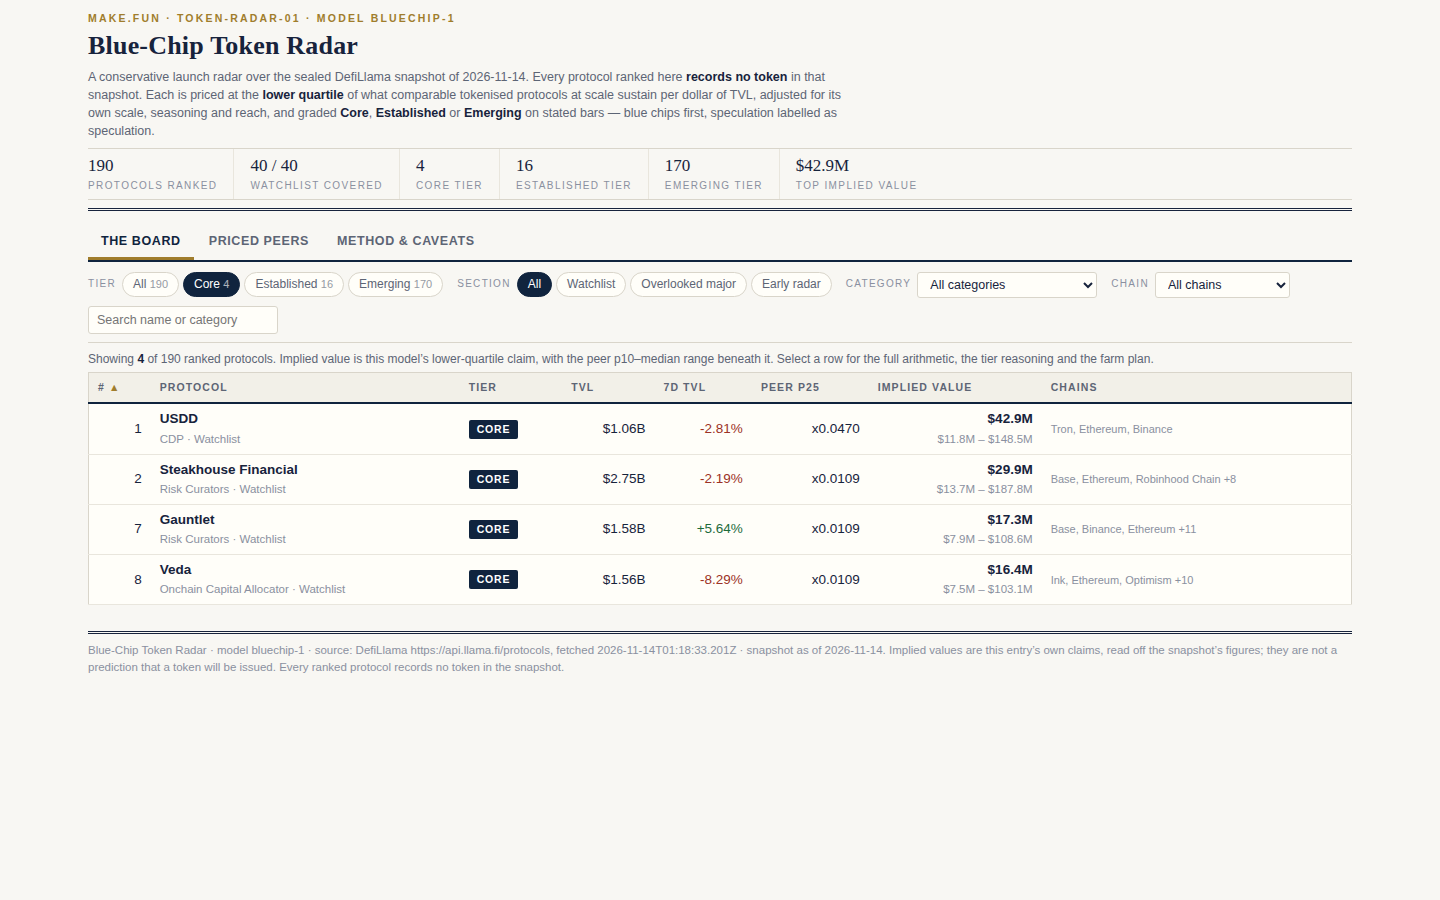 MAKE.FUN · TOKEN-RADAR-01 · MODEL BLUECHIP-1
Blue-Chip Token Radar
A conservative launch radar over the sealed DefiLlama snapshot of 2026-11-14. Every protocol ranked here records no token in that
snapshot. Each is priced at the lower quartile of what comparable tokenised protocols at scale sustain per dollar of TVL, adjusted for its
own scale, seasoning and reach, and graded Core, Established or Emerging on stated bars — blue chips first, speculation labelled as
speculation.
190 40 / 40 4 16 170 $42.9M
PROTOCOLS RANKED WATCHLIST COVERED CORE TIER ESTABLISHED TIER EMERGING TIER TOP IMPLIED VALUE
THE BOARD PRICED PEERS METHOD & CAVEATS
TIER All 190 Core 4 Established 16 Emerging 170 SECTION All Watchlist Overlooked major Early radar CATEGORY All categories CHAIN All chains
Search name or category
Showing 4 of 190 ranked protocols. Implied value is this model’s lower-quartile claim, with the peer p10–median range beneath it. Select a row for the full arithmetic, the tier reasoning and the farm plan.
# ▲ PROTOCOL TIER TVL 7D TVL PEER P25 IMPLIED VALUE CHAINS
1 USDD CORE $1.06B -2.81% x0.0470 $42.9M Tron, Ethereum, Binance
CDP · Watchlist $11.8M – $148.5M
2 Steakhouse Financial CORE $2.75B -2.19% x0.0109 $29.9M Base, Ethereum, Robinhood Chain +8
Risk Curators · Watchlist $13.7M – $187.8M
7 Gauntlet CORE $1.58B +5.64% x0.0109 $17.3M Base, Binance, Ethereum +11
Risk Curators · Watchlist $7.9M – $108.6M
8 Veda CORE $1.56B -8.29% x0.0109 $16.4M Ink, Ethereum, Optimism +10
Onchain Capital Allocator · Watchlist $7.5M – $103.1M
Blue-Chip Token Radar · model bluechip-1 · source: DefiLlama https://api.llama.fi/protocols, fetched 2026-11-14T01:18:33.201Z · snapshot as of 2026-11-14. Implied values are this entry’s own claims, read off the snapshot’s figures; they are not a
prediction that a token will be issued. Every ranked protocol records no token in the snapshot.